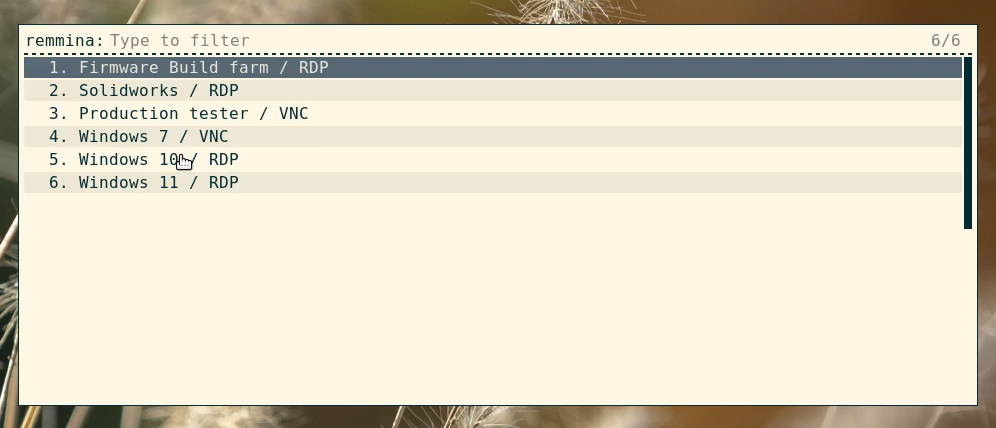 remmina: Type to filter 6/6
1. Firmware Build farm / RDP
2. Solidworks / RDP
3. Production tester / VNC
4. Windows 7 / VNC
5. Windows 10 / RDP
6. Windows 11 / RDP